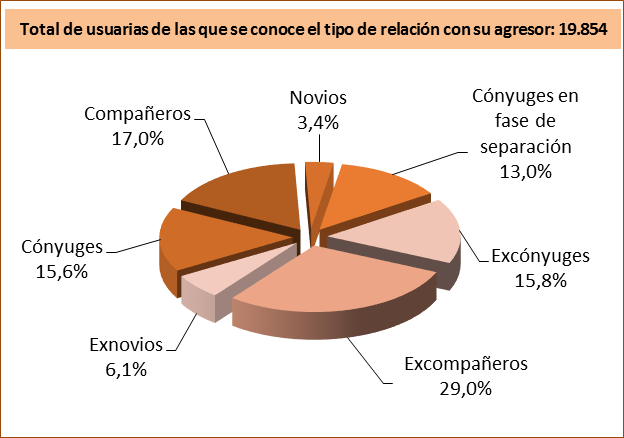 Total de usuarias de las que se conoce el tipo de relación con su agresor: 19.854
Novios
3,4%
Cónyuges en
fase de
separación
13,0%
Excónyuges
15,8%
Excompañeros
29,0%
Exnovios
6,1%
Cónyuges
15,6%
Compañeros
17,0%